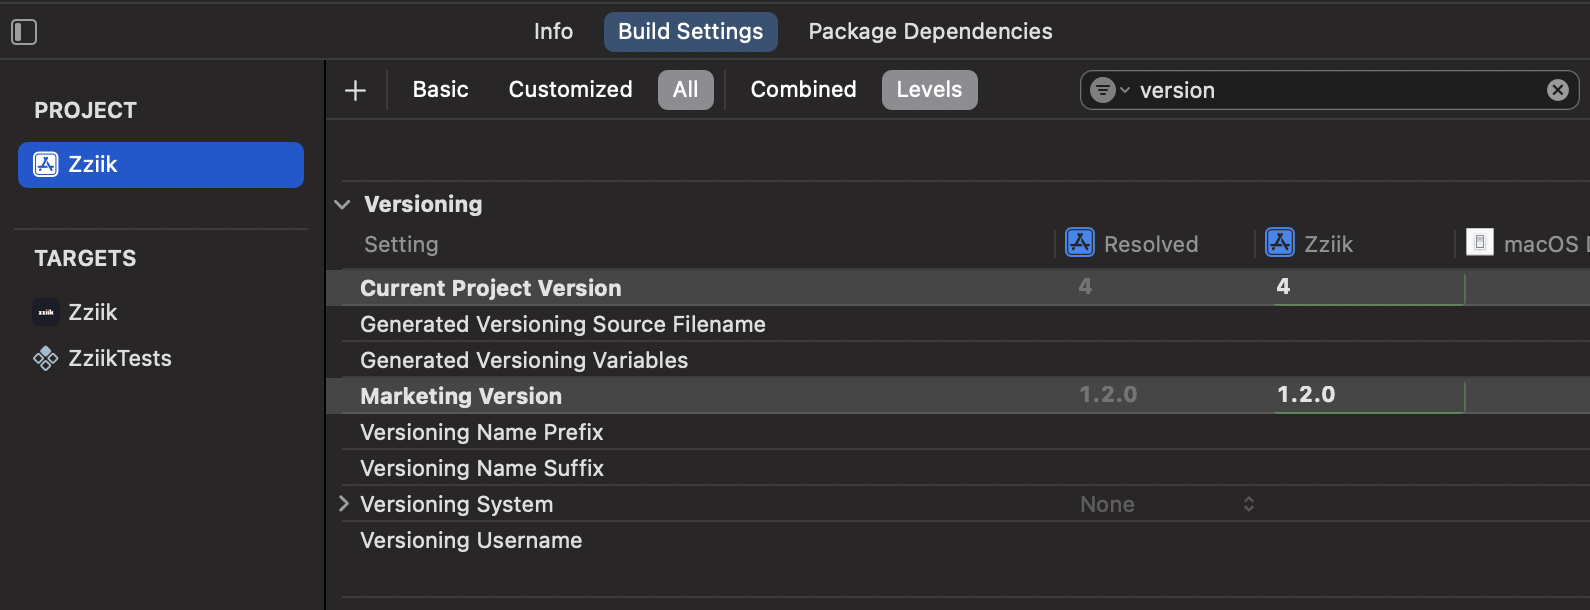 Info Build Settings Package Dependencies
PROJECT
Zziik
TARGETS
Zziik
ZziikTests
Basic Customized All Combined Levels version
Versioning
Setting Resolved Zziik macOS
Current Project Version 4 4
Generated Versioning Source Filename
Generated Versioning Variables
Marketing Version 1.2.0 1.2.0
Versioning Name Prefix
Versioning Name Suffix
Versioning System None
Versioning Username